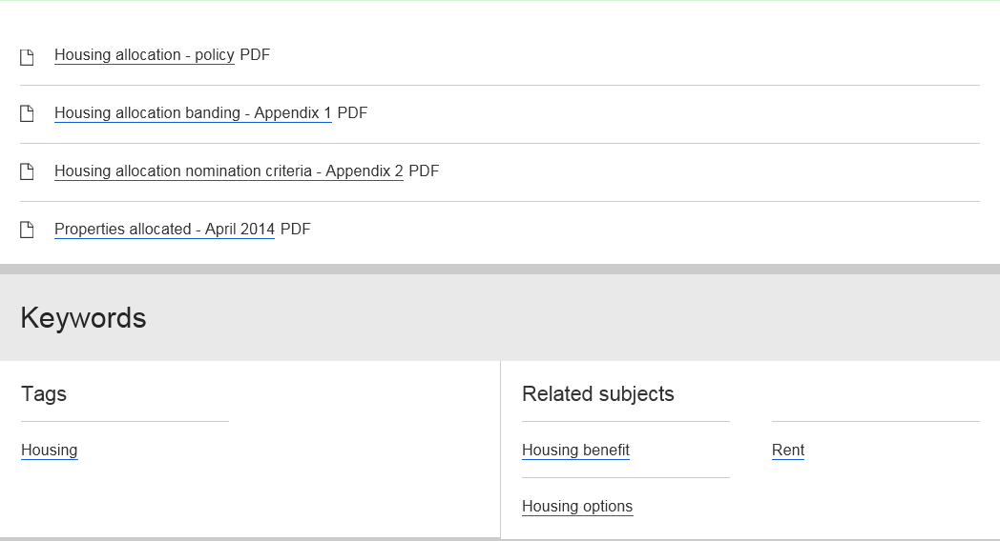 Housing allocation - policy PDF
Housing allocation banding - Appendix 1 PDF
Housing allocation nomination criteria - Appendix 2 PDF
Properties allocated - April 2014 PDF
Keywords
Tags
Housing
Related subjects
Housing benefit
Rent
Housing options